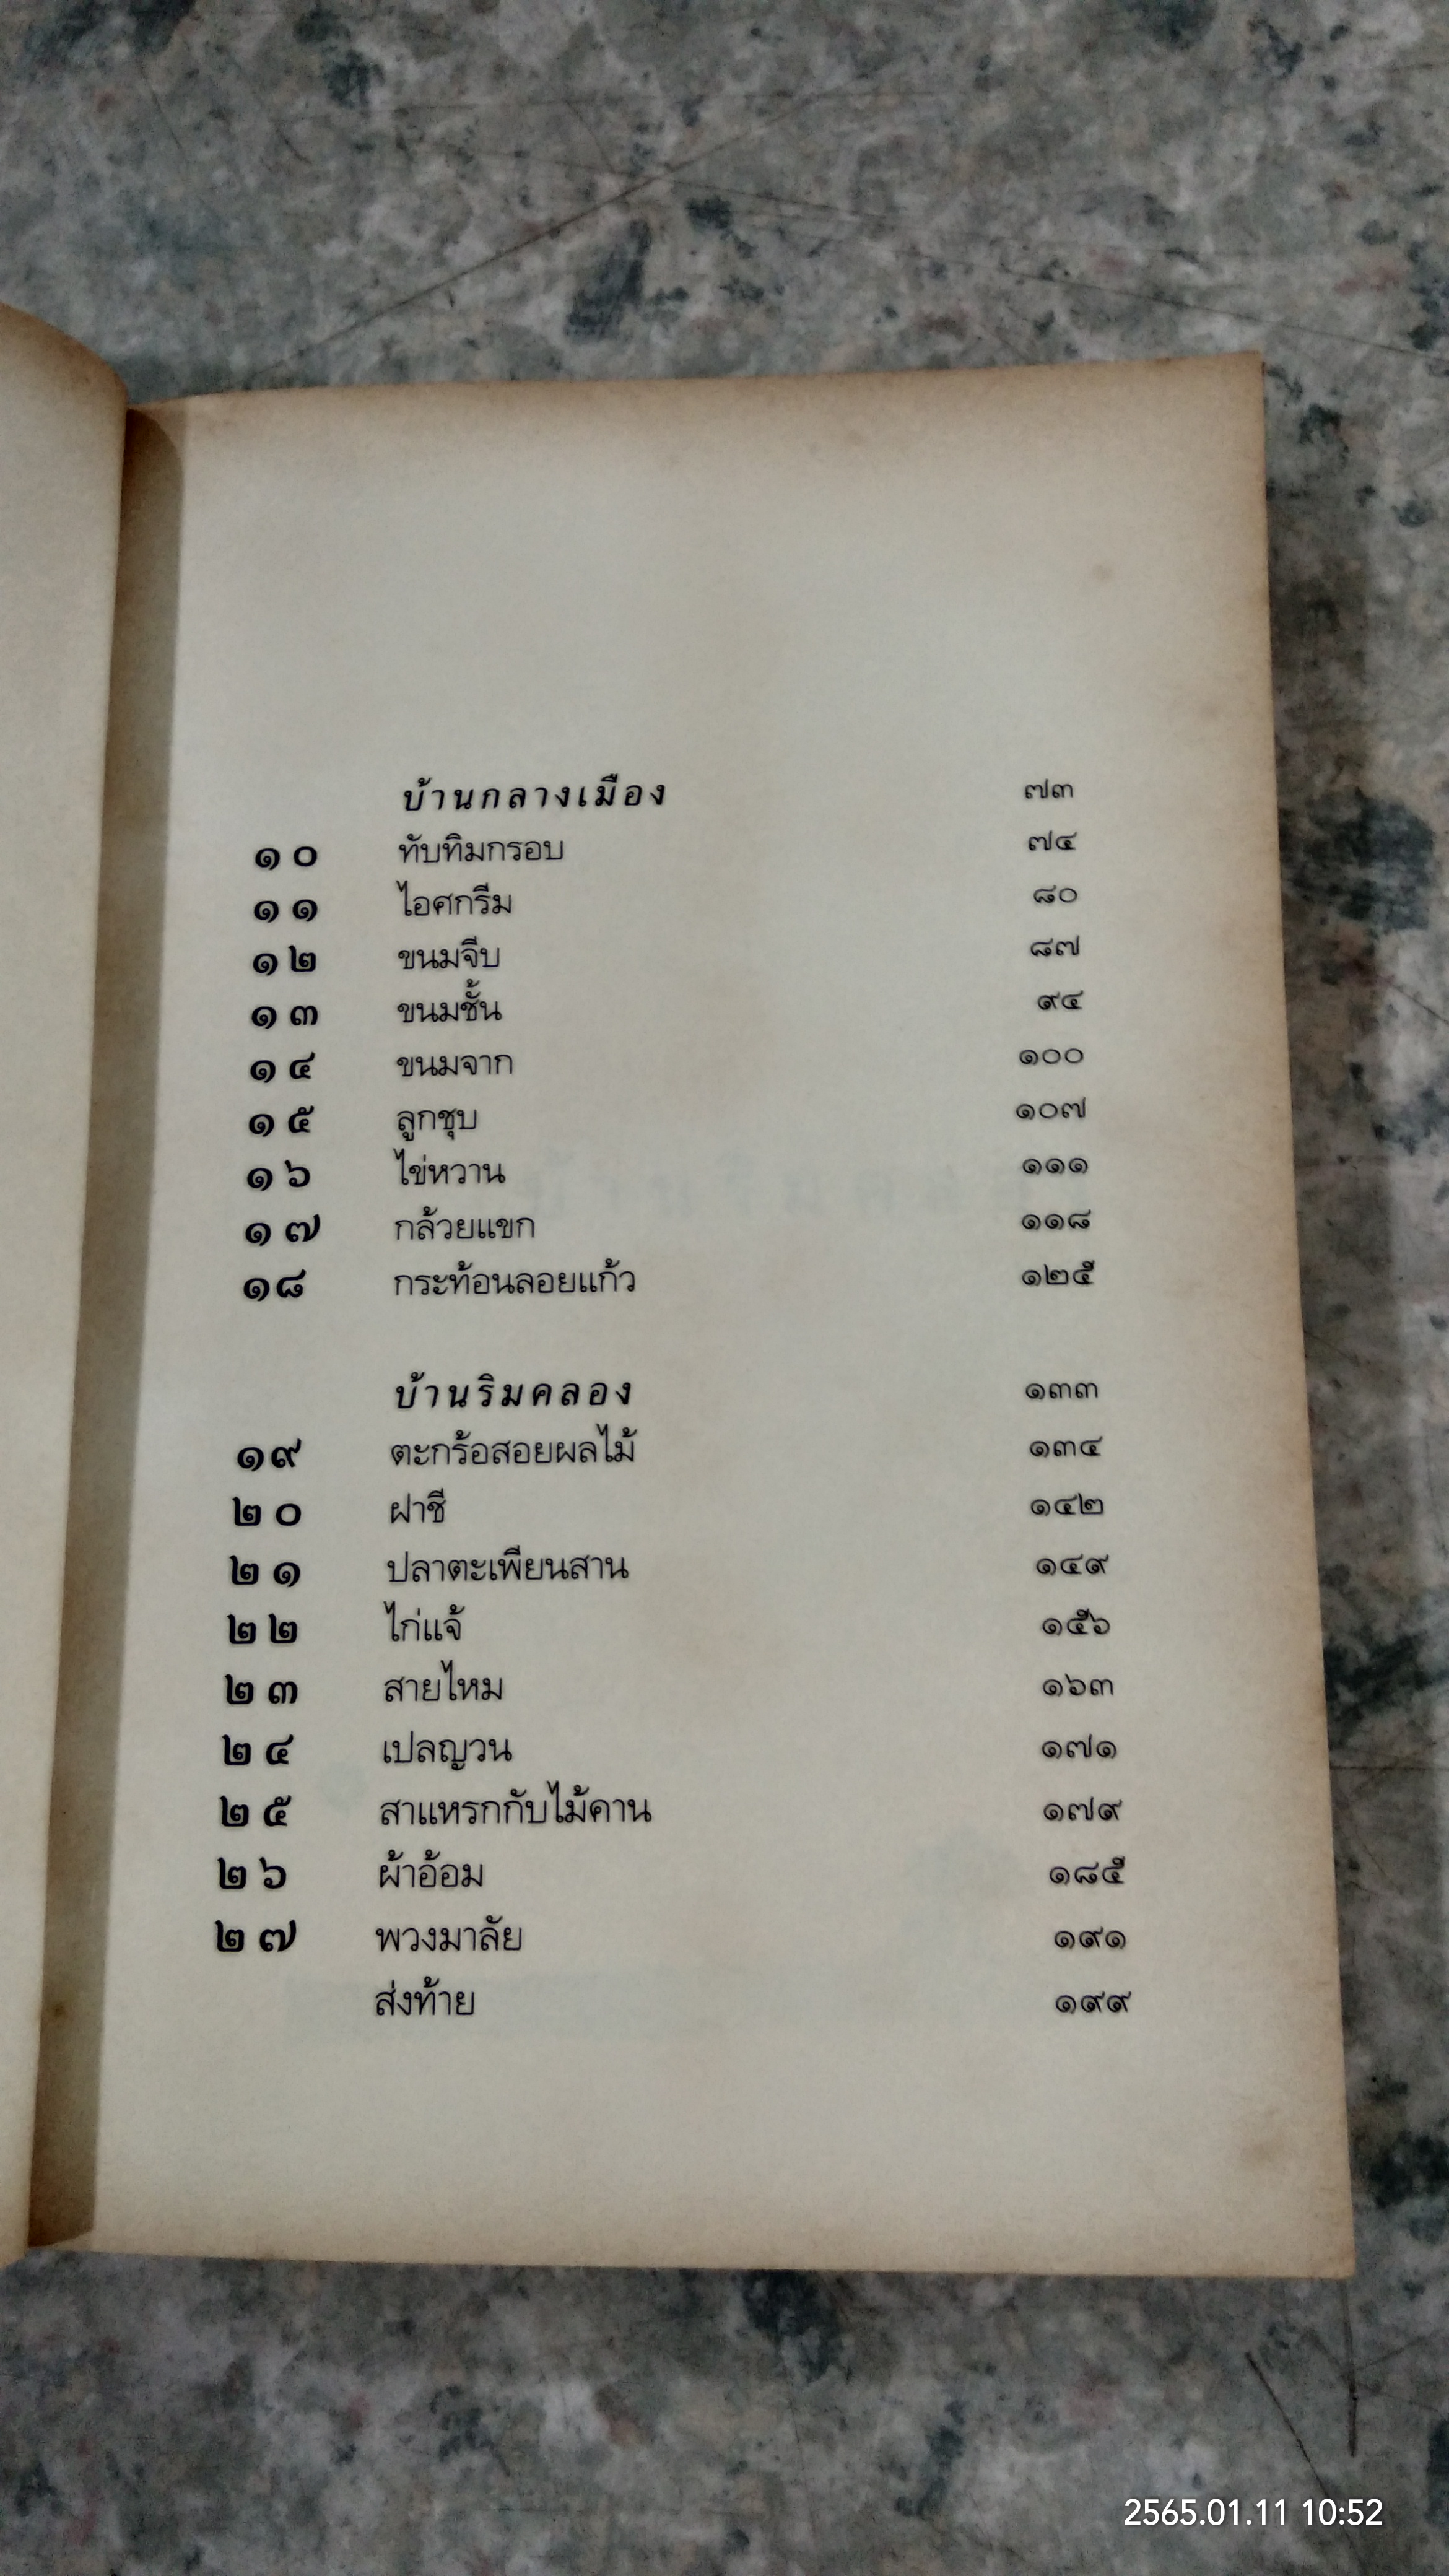 บ้านกลางเมือง ๗๓
๑๐ ทับทิมกรอบ ๗๔
๑๑ ไอศกรีม ๘๐
๑๒ ขนมจีบ ๘๗
๑๓ ขนมชั้น ๙๔
๑๔ ขนมจาก ๑๐๐
๑๕ ลูกชุบ ๑๐๗
๑๖ ไข่หวาน ๑๑๑
๑๗ กล้วยแขก ๑๑๘
๑๘ กระท้อนลอยแก้ว ๑๒๕
บ้านริมคลอง ๑๓๓
๑๙ ตะกร้อสอยผลไม้ ๑๓๔
๒๐ ฝาชี ๑๔๒
๒๑ ปลาตะเพียนสาน ๑๔๙
๒๒ ไก่แจ้ ๑๕๖
๒๓ สายไหม ๑๖๓
๒๔ เปลญวน ๑๗๑
๒๕ สาแหรกกับไม้คาน ๑๗๙
๒๖ ผ้าอ้อม ๑๘๕
๒๗ พวงมาลัย ๑๙๑
ส่งท้าย ๑๙๙
2565.01.11 10:52